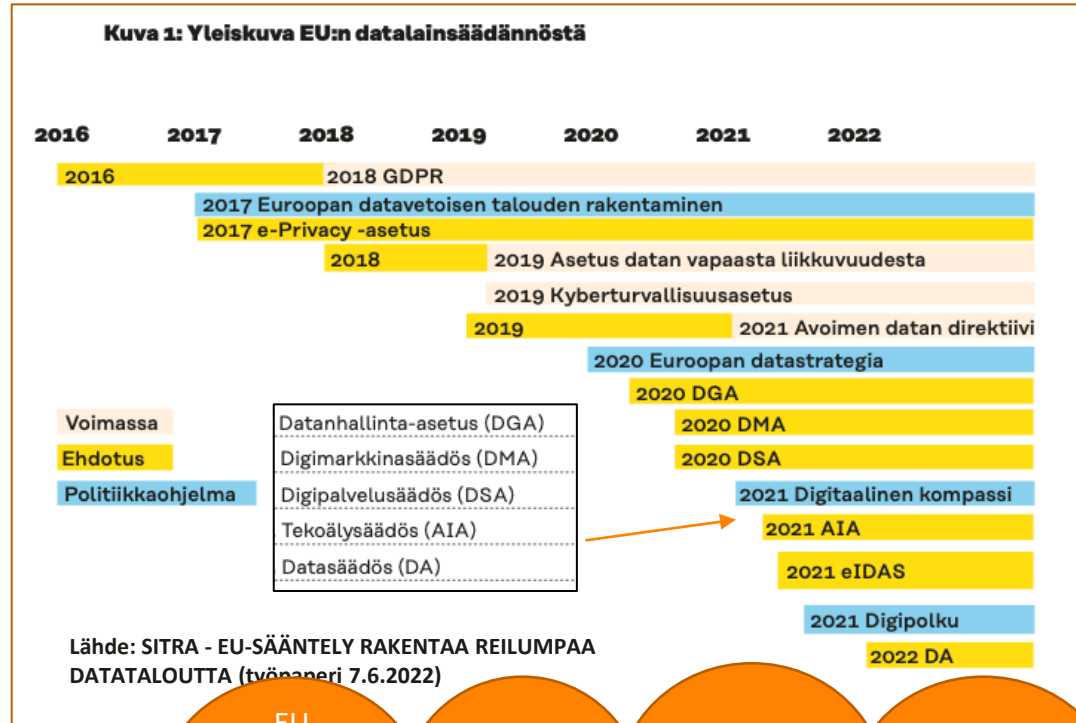 Kuva 1: Yleiskuva EU:n datalainsäädännöstä
2016 2017 2018 2019 2020 2021 2022
2016 2018 GDPR
2017 Euroopan datavetoisen talouden rakentaminen
2017 e-Privacy -asetus
2018 2019 Asetus datan vapaasta liikkuvuudesta
2019 Kyberturvallisuusasetus
2019 2021 Avoimen datan direktiivi
2020 Euroopan datastrategia
2020 DGA
2020 DMA
2020 DSA
2021 Digitaalinen kompassi
2021 AIA
2021 eIDAS
2021 Digipolku
2022 DA
Voimassa
Ehdotus
Politiikkaohjelma
Datanhallinta-asetus (DGA)
Digimarkkinasäädös (DMA)
Digipalvelusäädös (DSA)
Tekoälysäädös (AIA)
Datasäädös (DA)
Lähde: SITRA - EU-SÄÄNTELY RAKENTAA REILUMPAA
DATATALOUTTA (työpaperi 7.6.2022)
EU